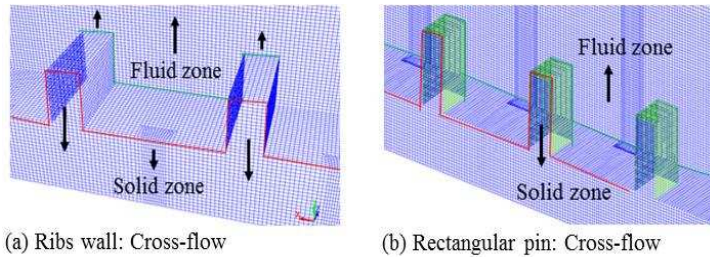 Fluid zone
Solid zone
Fluid zone
Solid zone
(a) Ribs wall: Cross-flow
(b) Rectangular pin: Cross-flow